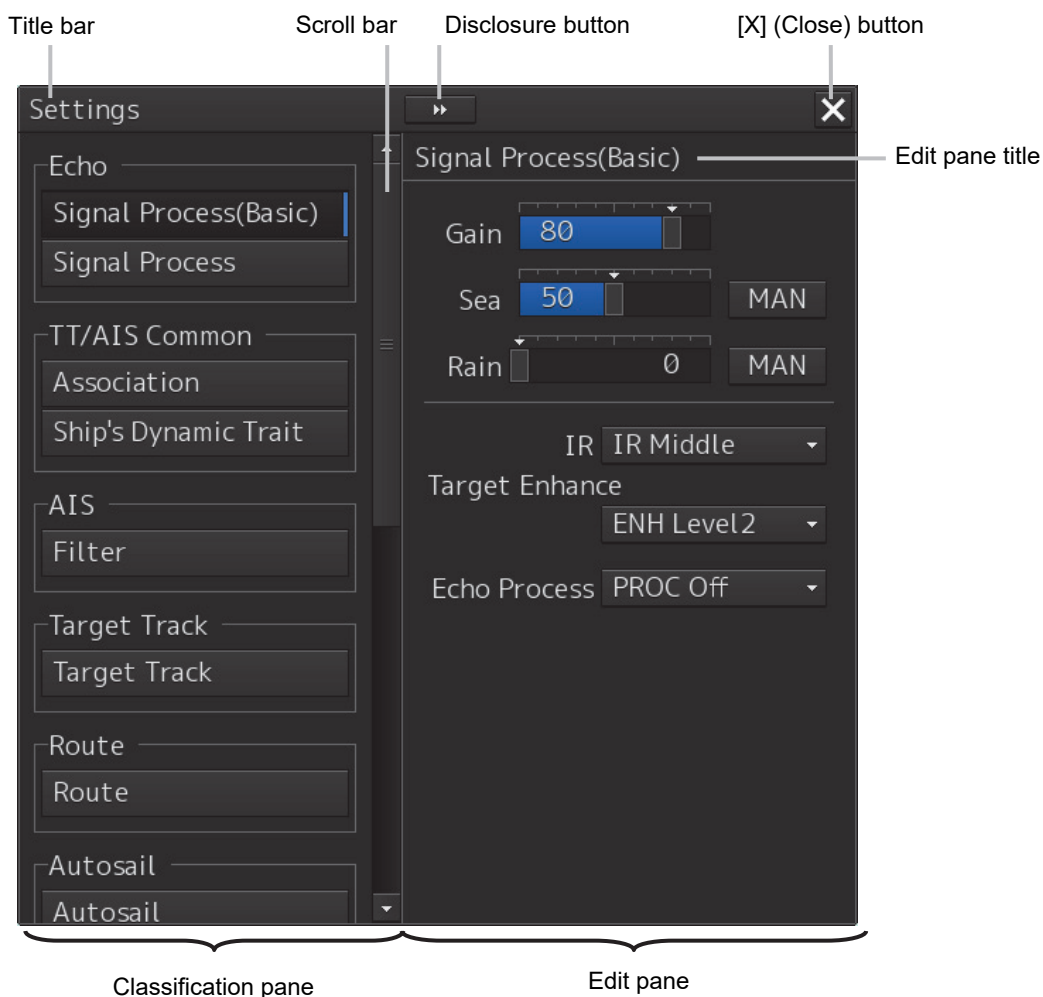 Title bar
Scroll bar
Disclosure button
[X] (Close) button
Settings
Echo
Signal Process(Basic)
Signal Process
TT/AIS Common
Association
Ship's Dynamic Trait
AIS
Filter
Target Track
Target Track
Route
Route
Autosail
Autosail
Signal Process(Basic)
Edit pane title
Gain 80
Sea 50 MAN
Rain 0 MAN
IR IR Middle
Target Enhance
ENH Level2
Echo Process PROC Off
Classification pane
Edit pane